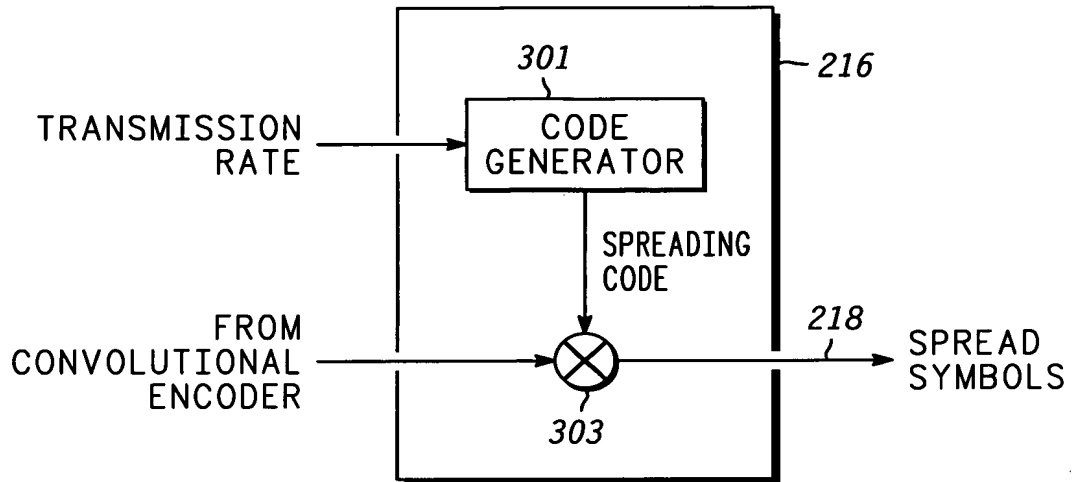 301
216
TRANSMISSION
RATE
CODE
GENERATOR
SPREADING
CODE
FROM
CONVOLUTIONAL
ENCODER
218
SPREAD
SYMBOLS
303